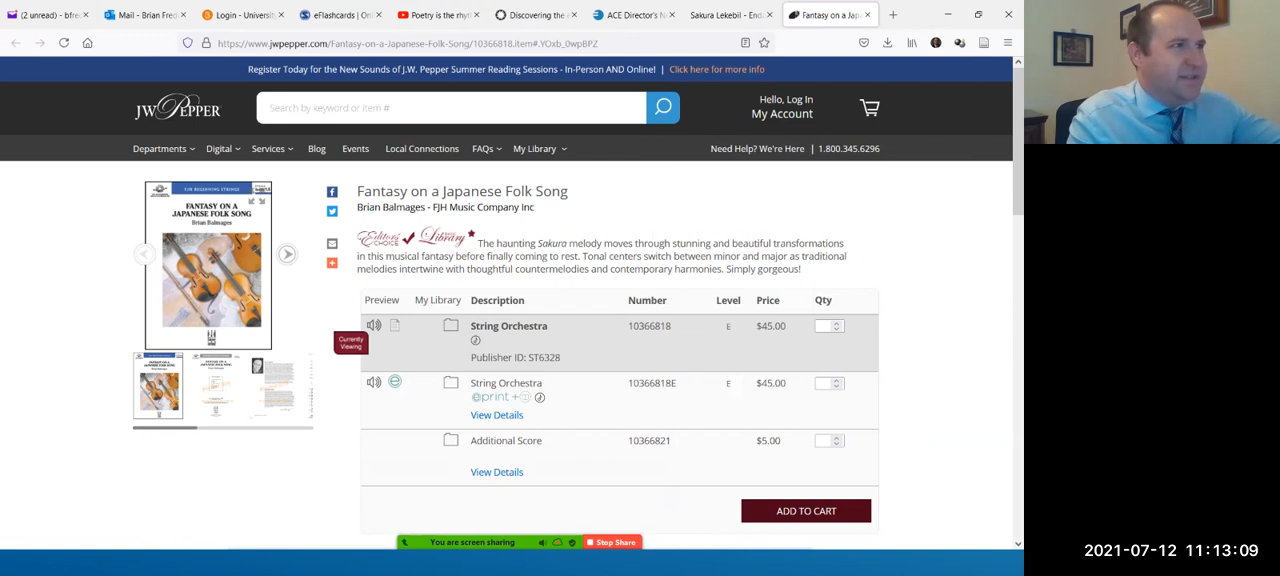 (2 unread) - bfre
Mail - Brian Fred
Login - Universit
eFlashcards | Onl
Poetry is the rhyt
Discovering the
ACE Director's N
Sakura Lekebil - End
Fantasy on a Japa
https://www.jwpepper.com/Fantasy-on-a-Japanese-Folk-Song/10366818.item#.YOxb_0wpBPZ
Register Today for the New Sounds of J.W. Pepper Summer Reading Sessions - In-Person AND Online! | Click here for more info
JW PEPPER
Search by keyword or item #
Hello, Log In
My Account
Departments Digital Services Blog Events Local Connections FAQs My Library Need Help? We're Here | 1.800.345.6296
FANTASY ON A
JAPANESE FOLK SONG
Brian Balmages
Fantasy on a Japanese Folk Song
Brian Balmages - FJH Music Company Inc
Editors' CHOICE Library The haunting Sakura melody moves through stunning and beautiful transformations
in this musical fantasy before finally coming to rest. Tonal centers switch between minor and major as traditional
melodies intertwine with thoughtful countermelodies and contemporary harmonies. Simply gorgeous!
Preview My Library Description Number Level Price Qty
String Orchestra 10366818 E $45.00
Currently
Viewing
Publisher ID: ST6328
String Orchestra 10366818E E $45.00
eprint +
View Details
Additional Score 10366821 $5.00
View Details
ADD TO CART
You are screen sharing Stop Share
2021-07-12 11:13:09